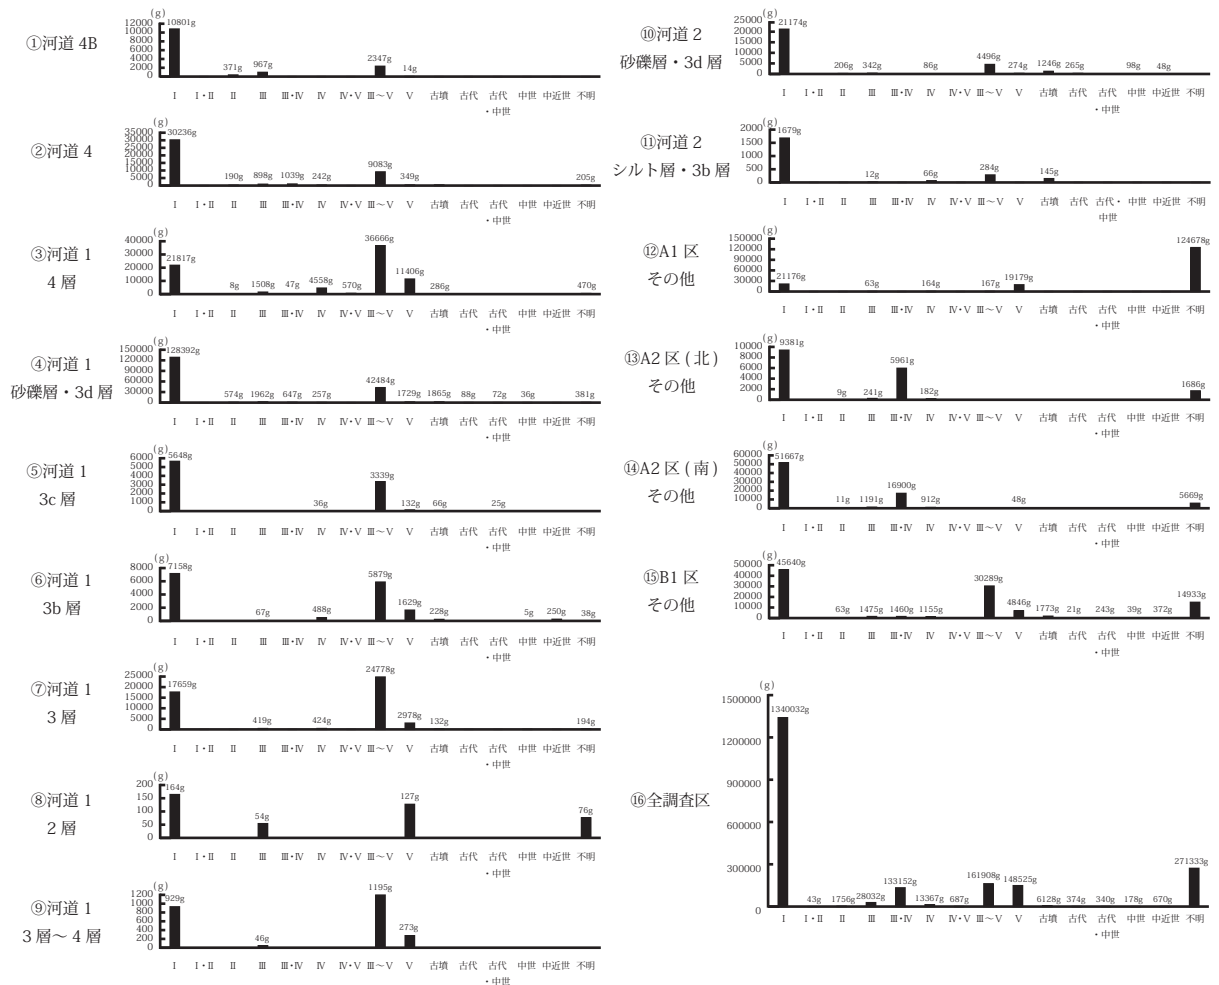 ①河道 4B
(g)
12000
10000
8000
6000
4000
2000
0
10801g
371g
967g
2347g
14g
Ⅰ Ⅰ・Ⅱ Ⅱ Ⅲ Ⅲ・Ⅳ Ⅳ Ⅳ・Ⅴ Ⅲ～Ⅴ Ⅴ 古墳 古代 古代 中世 中近世 不明
・中世
②河道 4
(g)
35000
30000
25000
20000
15000
10000
5000
0
30236g
190g 898g 1039g 242g 9083g 349g 205g
Ⅰ Ⅰ・Ⅱ Ⅱ Ⅲ Ⅲ・Ⅳ Ⅳ Ⅳ・Ⅴ Ⅲ～Ⅴ Ⅴ 古墳 古代 古代 中世 中近世 不明
・中世
③河道 1
4 層
(g)
40000
30000
20000
10000
0
21817g 8g 1508g 47g 4558g 570g 36666g 11406g 286g 470g
Ⅰ Ⅰ・Ⅱ Ⅱ Ⅲ Ⅲ・Ⅳ Ⅳ Ⅳ・Ⅴ Ⅲ～Ⅴ Ⅴ 古墳 古代 古代 中世 中近世 不明
・中世
④河道 1
砂礫層・3d 層
(g)
150000
120000
90000
60000
30000
0
128392g 574g 1962g 647g 257g 42484g 1729g 1865g 88g 72g 36g 381g
Ⅰ Ⅰ・Ⅱ Ⅱ Ⅲ Ⅲ・Ⅳ Ⅳ Ⅳ・Ⅴ Ⅲ～Ⅴ Ⅴ 古墳 古代 古代 中世 中近世 不明
・中世
⑤河道 1
3c 層
(g)
6000
5000
4000
3000
2000
1000
0
5648g 36g 3339g 132g 66g 25g
Ⅰ Ⅰ・Ⅱ Ⅱ Ⅲ Ⅲ・Ⅳ Ⅳ Ⅳ・Ⅴ Ⅲ～Ⅴ Ⅴ 古墳 古代 古代 中世 中近世 不明
・中世
⑥河道 1
3b 層
(g)
8000
6000
4000
2000
0
7158g 67g 488g 5879g 1629g 228g 5g 250g 38g
Ⅰ Ⅰ・Ⅱ Ⅱ Ⅲ Ⅲ・Ⅳ Ⅳ Ⅳ・Ⅴ Ⅲ～Ⅴ Ⅴ 古墳 古代 古代 中世 中近世 不明
・中世
⑦河道 1
3 層
(g)
25000
20000
15000
10000
5000
0
17659g 419g 424g 24778g 2978g 132g 194g
Ⅰ Ⅰ・Ⅱ Ⅱ Ⅲ Ⅲ・Ⅳ Ⅳ Ⅳ・Ⅴ Ⅲ～Ⅴ Ⅴ 古墳 古代 古代 中世 中近世 不明
・中世
⑧河道 1
2 層
(g)
200
150
100
50
0
164g 54g 127g 76g
Ⅰ Ⅰ・Ⅱ Ⅱ Ⅲ Ⅲ・Ⅳ Ⅳ Ⅳ・Ⅴ Ⅲ～Ⅴ Ⅴ 古墳 古代 古代 中世 中近世 不明
・中世
⑨河道 1
3 層～ 4 層
(g)
1200
1000
800
600
400
200
0
929g 46g 1195g 273g
Ⅰ Ⅰ・Ⅱ Ⅱ Ⅲ Ⅲ・Ⅳ Ⅳ Ⅳ・Ⅴ Ⅲ～Ⅴ Ⅴ 古墳 古代 古代 中世 中近世 不明
・中世
⑩河道 2
砂礫層・3d 層
(g)
25000
20000
15000
10000
5000
0
21174g 206g 342g 86g 4496g 274g 1246g 265g 98g 48g
Ⅰ Ⅰ・Ⅱ Ⅱ Ⅲ Ⅲ・Ⅳ Ⅳ Ⅳ・Ⅴ Ⅲ～Ⅴ Ⅴ 古墳 古代 古代 中世 中近世 不明
・中世
⑪河道 2
シルト層・3b 層
(g)
2000
1500
1000
500
0
1679g 12g 66g 284g 145g
Ⅰ Ⅰ・Ⅱ Ⅱ Ⅲ Ⅲ・Ⅳ Ⅳ Ⅳ・Ⅴ Ⅲ～Ⅴ Ⅴ 古墳 古代 古代・ 中世 中近世 不明
中世
⑫A1 区
その他
(g)
150000
120000
90000
60000
30000
0
21176g 63g 164g 167g 19179g 124678g
Ⅰ Ⅰ・Ⅱ Ⅱ Ⅲ Ⅲ・Ⅳ Ⅳ Ⅳ・Ⅴ Ⅲ～Ⅴ Ⅴ 古墳 古代 古代 中世 中近世 不明
・中世
⑬A2 区 ( 北 )
その他
(g)
10000
8000
6000
4000
2000
0
9381g 9g 241g 5961g 182g 1686g
Ⅰ Ⅰ・Ⅱ Ⅱ Ⅲ Ⅲ・Ⅳ Ⅳ Ⅳ・Ⅴ Ⅲ～Ⅴ Ⅴ 古墳 古代 古代 中世 中近世 不明
・中世
⑭A2 区 ( 南 )
その他
(g)
60000
50000
40000
30000
20000
10000
0
51667g 11g 1191g 16900g 912g 48g 5669g
Ⅰ Ⅰ・Ⅱ Ⅱ Ⅲ Ⅲ・Ⅳ Ⅳ Ⅳ・Ⅴ Ⅲ～Ⅴ Ⅴ 古墳 古代 古代 中世 中近世 不明
・中世
⑮B1 区
その他
(g)
50000
40000
30000
20000
10000
0
45640g 63g 1475g 1460g 1155g 30289g 4846g 1773g 21g 243g 39g 372g 14933g
Ⅰ Ⅰ・Ⅱ Ⅱ Ⅲ Ⅲ・Ⅳ Ⅳ Ⅳ・Ⅴ Ⅲ～Ⅴ Ⅴ 古墳 古代 古代 中世 中近世 不明
・中世
⑯全調査区
(g)
1500000
1200000
900000
600000
300000
0
1340032g 43g 1756g 28032g 133152g 13367g 687g 161908g 148525g 6128g 374g 340g 178g 670g 271333g
Ⅰ Ⅰ・Ⅱ Ⅱ Ⅲ Ⅲ・Ⅳ Ⅳ Ⅳ・Ⅴ Ⅲ～Ⅴ Ⅴ 古墳 古代 古代 中世 中近世 不明
・中世